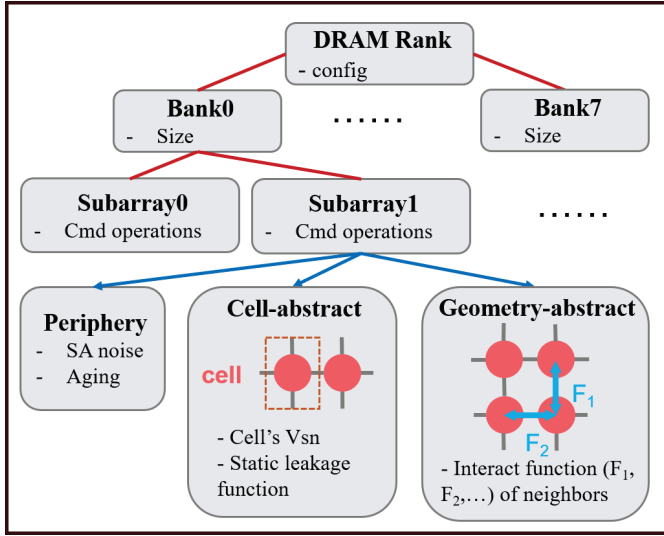 DRAM Rank
- config
Bank0
- Size
......
Bank7
- Size
Subarray0
- Cmd operations
Subarray1
- Cmd operations
......
Periphery
- SA noise
- Aging
Cell-abstract
cell
- Cell's Vsn
- Static leakage
function
Geometry-abstract
F₁
F₂
- Interact function (F₁,
F₂,...) of neighbors